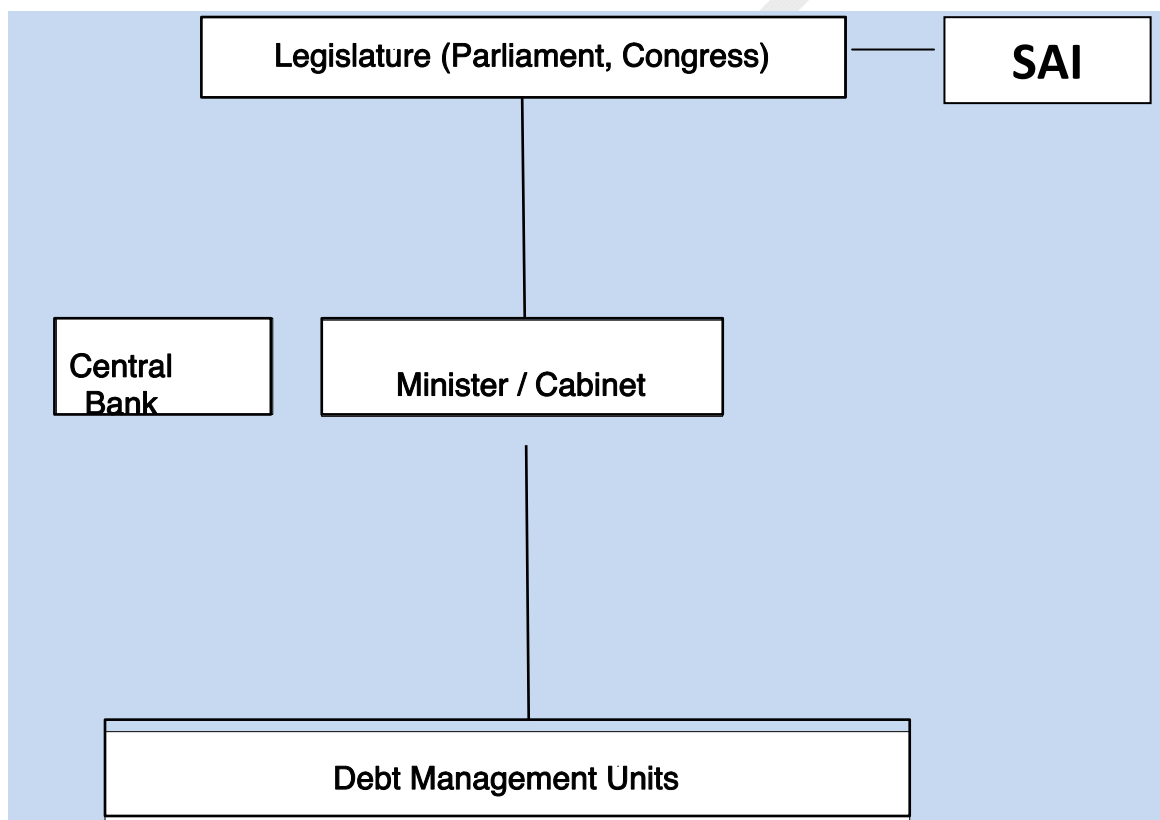 Legislature (Parliament, Congress)
SAI
Central
Bank
Minister / Cabinet
Debt Management Units